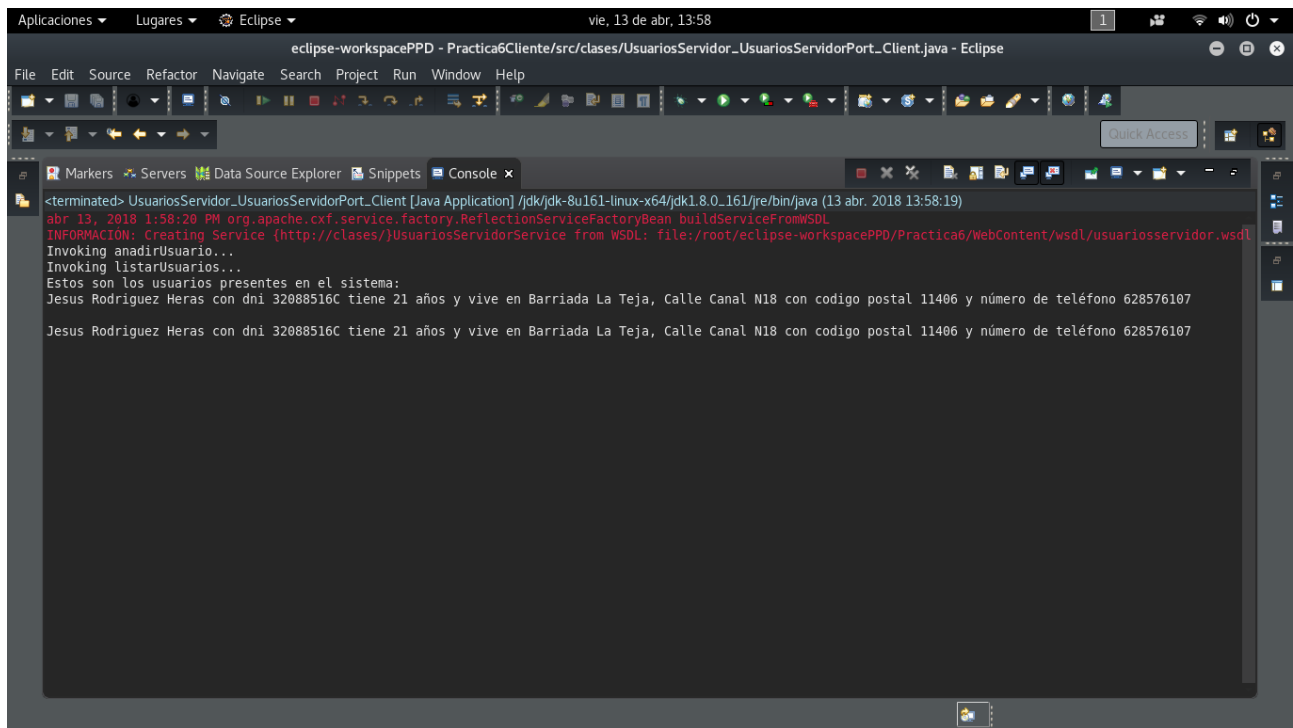 Aplicaciones Lugares Eclipse vie, 13 de abr, 13:58 1
eclipse-workspacePPD - Practica6Cliente/src/clases/UsuariosServidor_UsuariosServidorPort_Client.java - Eclipse
File Edit Source Refactor Navigate Search Project Run Window Help
Quick Access
Markers Servers Data Source Explorer Snippets Console
<terminated> UsuariosServidor_UsuariosServidorPort_Client [Java Application] /jdk/jdk-8u161-linux-x64/jdk1.8.0_161/jre/bin/java (13 abr. 2018 13:58:19)
abr 13, 2018 1:58:20 PM org.apache.cxf.service.factory.ReflectionServiceFactoryBean buildServiceFromWSDL
INFORMACIÓN: Creating Service {http://clases/}UsuariosServidorService from WSDL: file:/root/eclipse-workspacePPD/Practica6/WebContent/wsdl/usuariosservidor.wsdl
Invoking anadirUsuario...
Invoking listarUsuarios...
Estos son los usuarios presentes en el sistema:
Jesus Rodriguez Heras con dni 32088516C tiene 21 años y vive en Barriada La Teja, Calle Canal N18 con codigo postal 11406 y número de teléfono 628576107
Jesus Rodriguez Heras con dni 32088516C tiene 21 años y vive en Barriada La Teja, Calle Canal N18 con codigo postal 11406 y número de teléfono 628576107